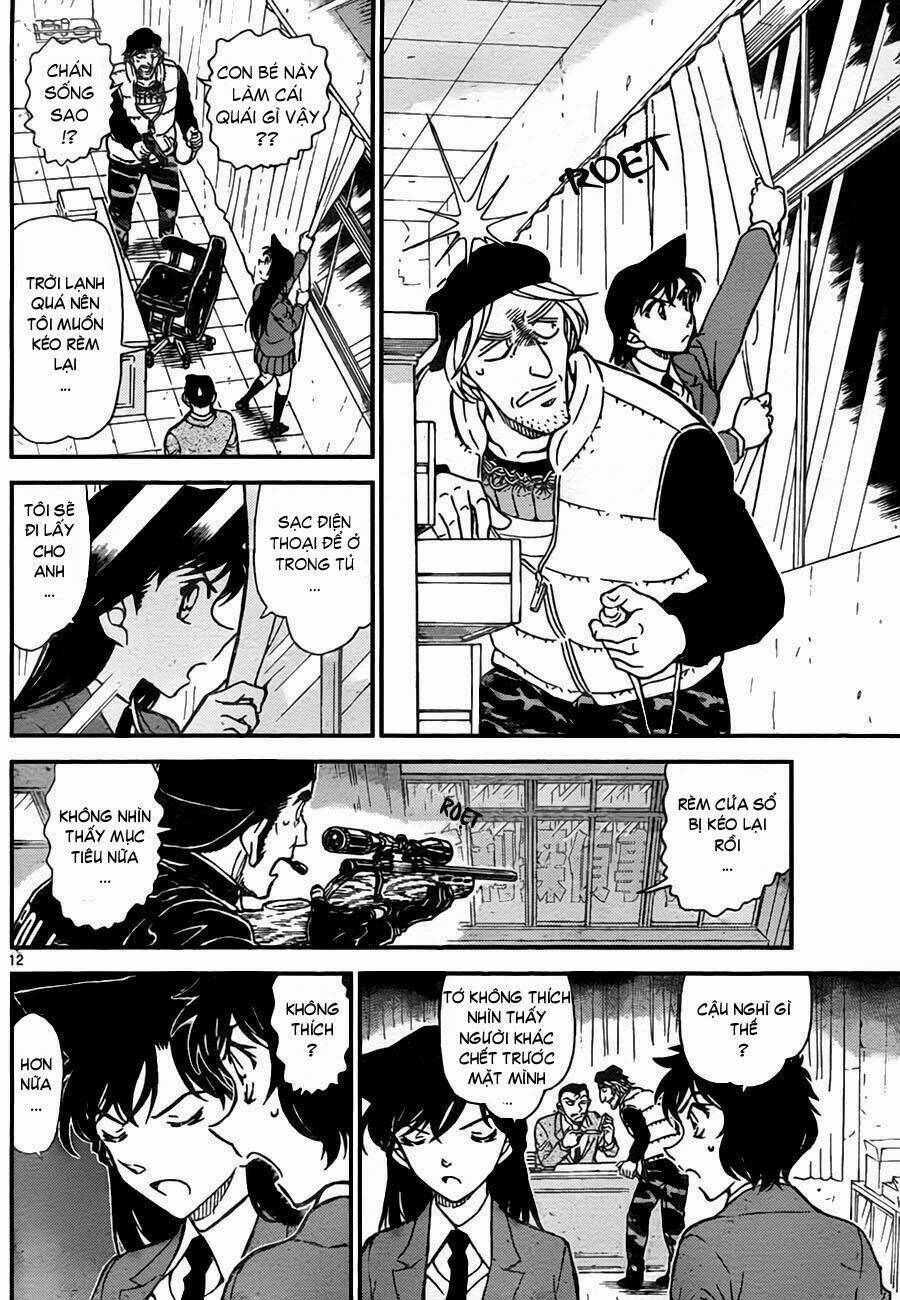 ROẸT
CON BÉ NÀY
LÀM CÁI
QUÁI GÌ VẬY
??
CHÁN
SỐNG
SAO
!?
TRỜI LẠNH
QUÁ NÊN
TÔI MUỐN
KÉO RÈM
LẠI
...
SẠC ĐIỆN
THOẠI ĐỂ Ở
TRONG TỦ
...
TÔI SẼ
ĐI LẤY
CHO
ANH
...
RÈM CỬA SỔ
BỊ KÉO LẠI
RỒI
...
ROẸT
KHÔNG NHÌN
THẤY MỤC
TIÊU NỮA
...
12
CẬU NGHĨ GÌ
THẾ
?
TỚ KHÔNG THÍCH
NHÌN THẤY
NGƯỜI KHÁC
CHẾT TRƯỚC
MẶT MÌNH
...
KHÔNG
THÍCH
?
HƠN
NỮA
...